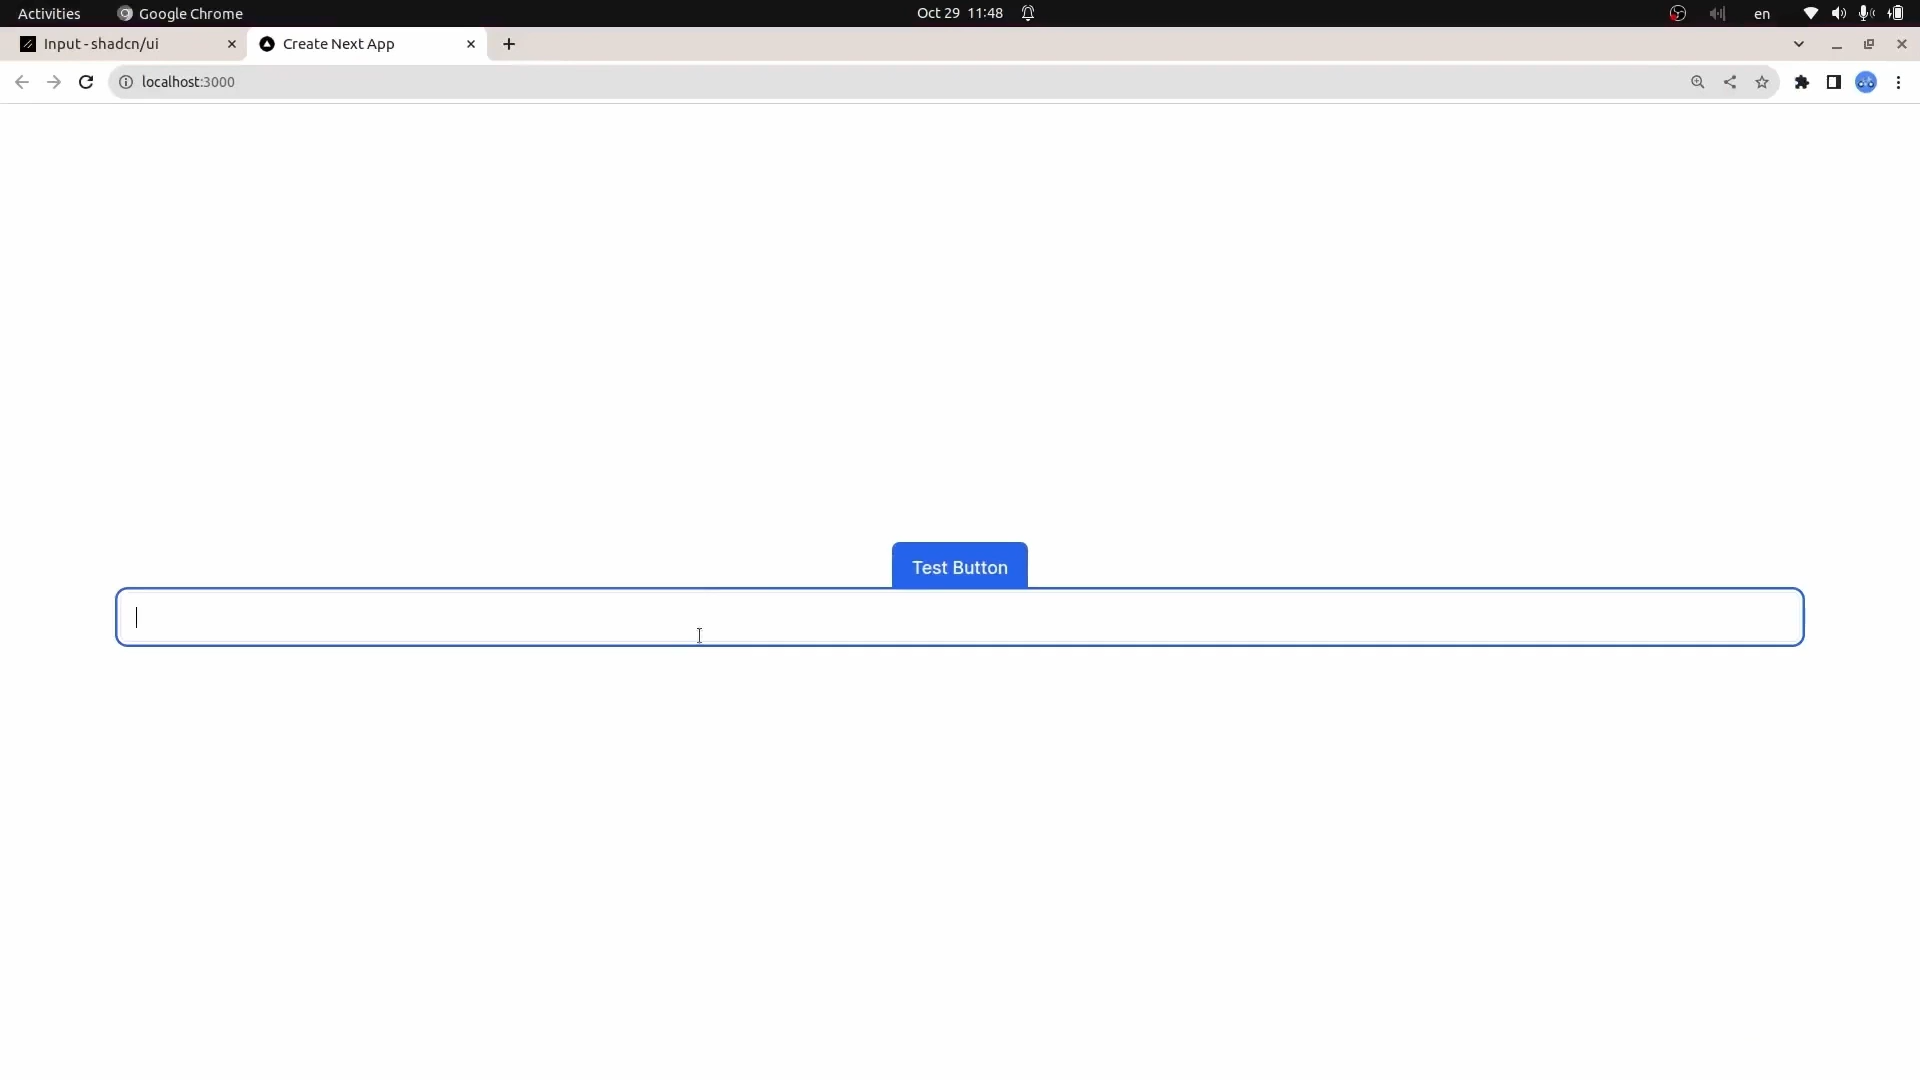 Activities Google Chrome Oct 29 11:48 en
Input - shadcn/ui Create Next App
localhost:3000
Test Button